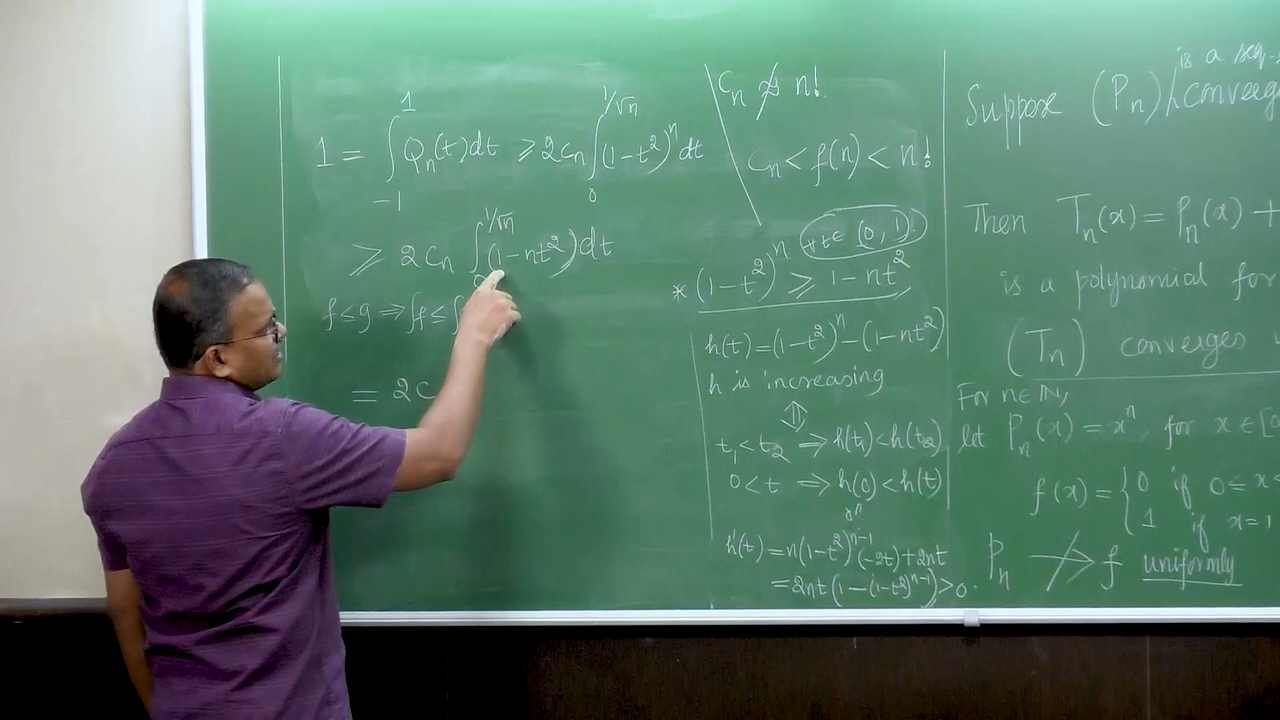 1 = ∫_{-1}^{1} Q_n(t)dt ≥ 2c_n ∫_0^{1/√n} (1-t²)^n dt
≥ 2c_n ∫_0^{1/√n} (1-nt²)dt
f ≤ g ⇒ ∫f ≤ ∫
= 2c
c_n ≁ n!
c_n < f(n) < n!
∀ t ∈ (0,1)
* (1-t²)^n ≥ 1-nt²
h(t) = (1-t²)^n - (1-nt²)
h is increasing
⇕
t_1 < t_2 ⇒ h(t_1) < h(t_2)
0 < t ⇒ h(0) < h(t)
0"
h'(t) = n(1-t²)^{n-1}(-2t) + 2nt
= 2nt(1-(1-t²)^{n-1}) > 0.
is a seq
Suppose (P_n) converge
Then T_n(x) = P_n(x) +
is a polynomial for
(T_n) converges
For n∈ℕ,
let P_n(x) = x^n, for x ∈ [
f(x) = { 0 if 0 ≤ x <
1 if x = 1
P_n ↛ f uniformly